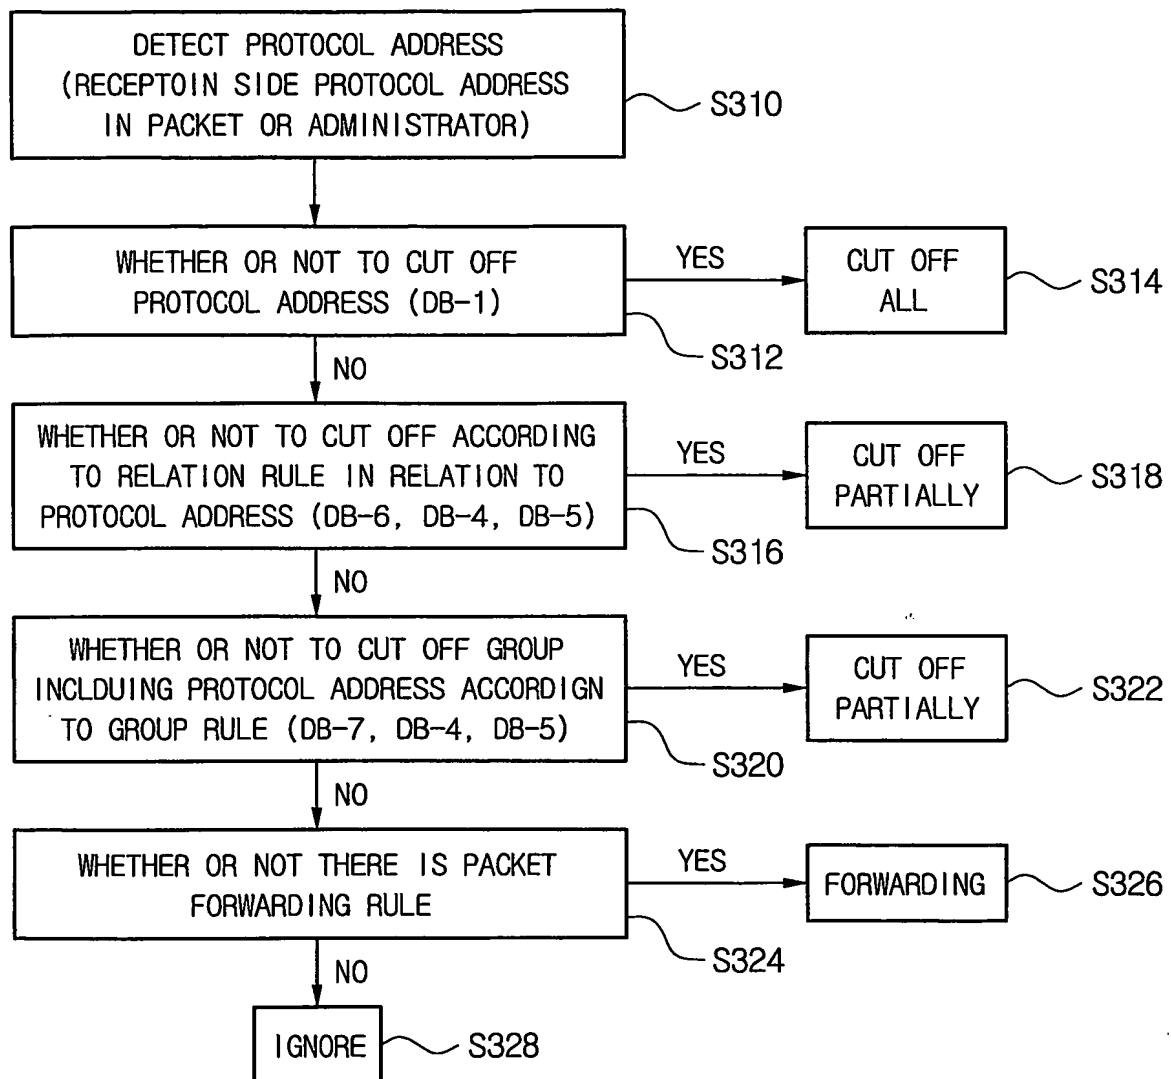 DETECT PROTOCOL ADDRESS
(RECEPTOIN SIDE PROTOCOL ADDRESS
IN PACKET OR ADMINISTRATOR)
S310
WHETHER OR NOT TO CUT OFF
PROTOCOL ADDRESS (DB-1)
YES
CUT OFF
ALL
S314
S312
NO
WHETHER OR NOT TO CUT OFF ACCORDING
TO RELATION RULE IN RELATION TO
PROTOCOL ADDRESS (DB-6, DB-4, DB-5)
YES
CUT OFF
PARTIALLY
S318
S316
NO
WHETHER OR NOT TO CUT OFF GROUP
INCLDUING PROTOCOL ADDRESS ACCORDIGN
TO GROUP RULE (DB-7, DB-4, DB-5)
YES
CUT OFF
PARTIALLY
S322
S320
NO
WHETHER OR NOT THERE IS PACKET
FORWARDING RULE
YES
FORWARDING
S326
S324
NO
IGNORE
S328